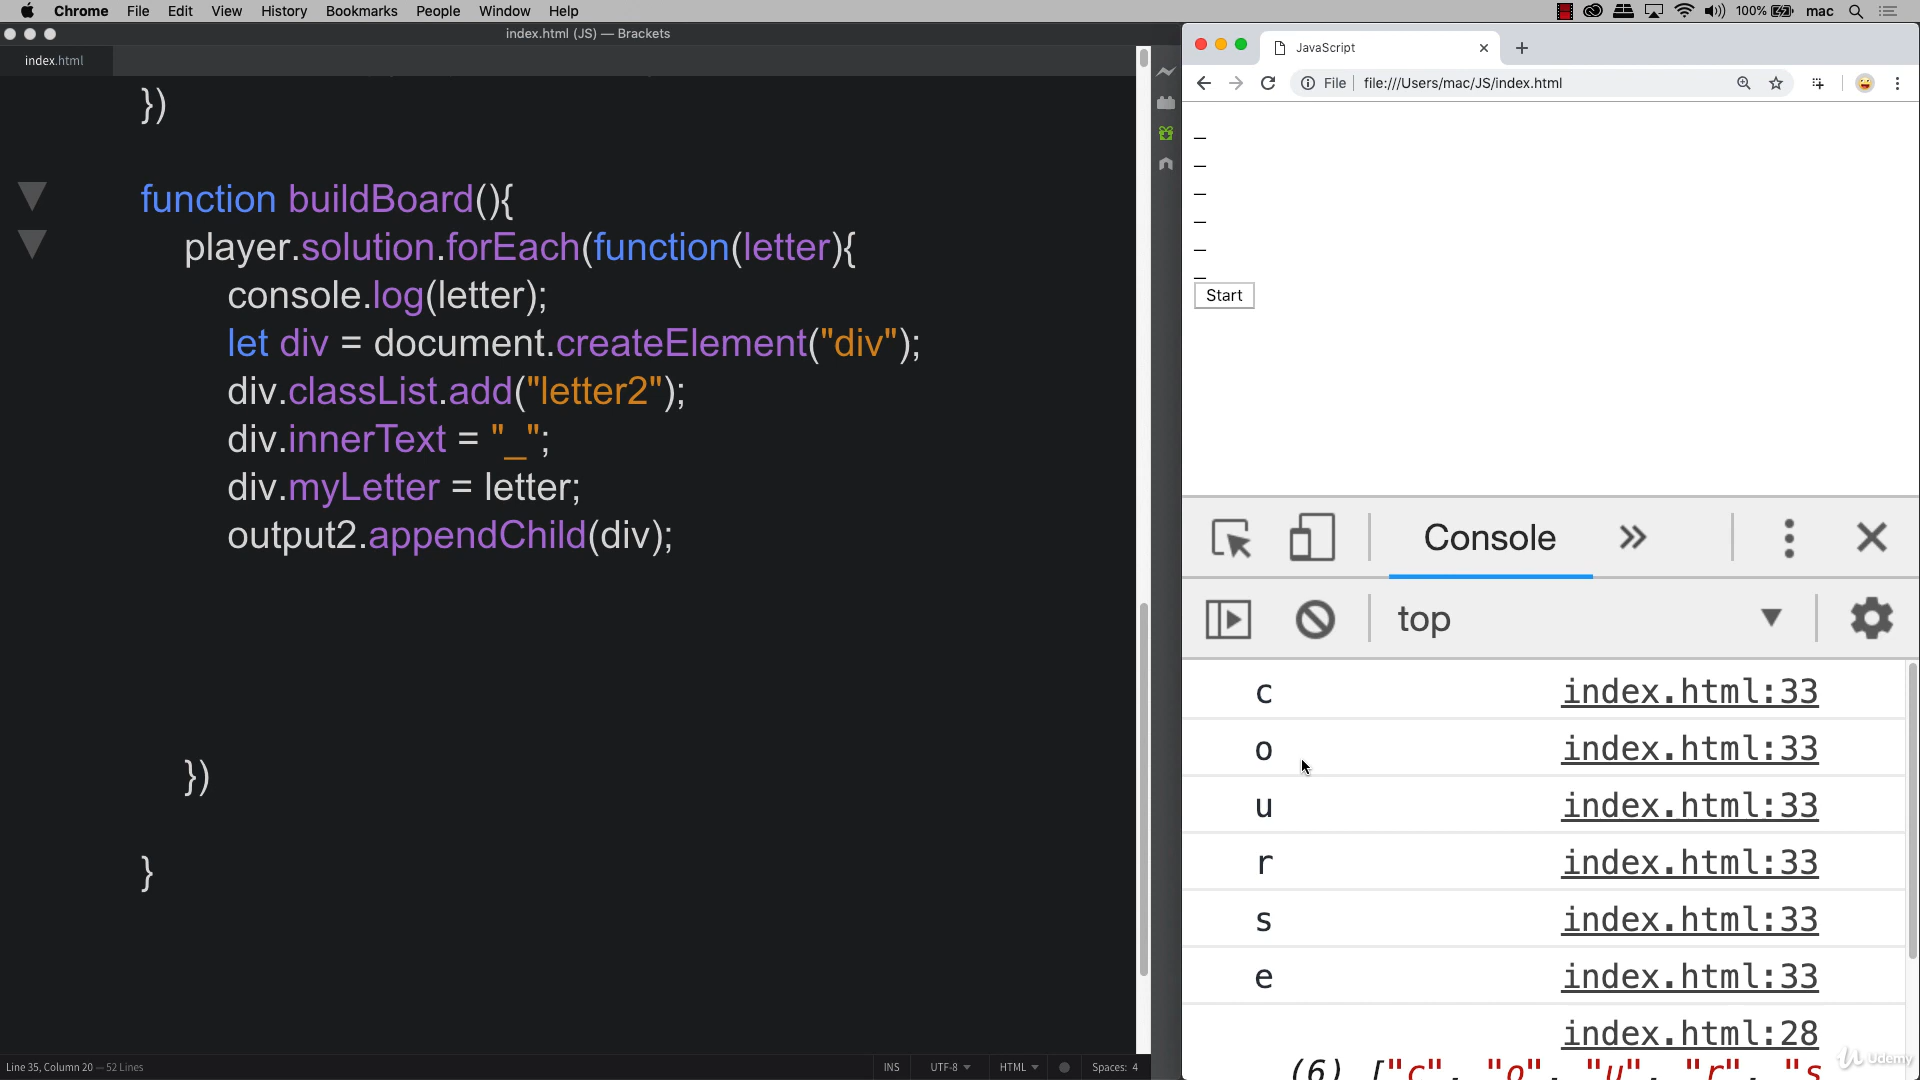 Chrome File Edit View History Bookmarks People Window Help
100% mac
index.html (JS) — Brackets
index.html
})
function buildBoard(){
player.solution.forEach(function(letter){
console.log(letter);
let div = document.createElement("div");
div.classList.add("letter2");
div.innerText = "_";
div.myLetter = letter;
output2.appendChild(div);
})
}
Line 35, Column 20 — 52 Lines
INS UTF-8 HTML Spaces: 4
JavaScript
File file:///Users/mac/JS/index.html
_
_
_
_
_
_
Start
Console
top
c index.html:33
o index.html:33
u index.html:33
r index.html:33
s index.html:33
e index.html:33
index.html:28
(6) ["c", "o", "u", "r", "s
Udemy